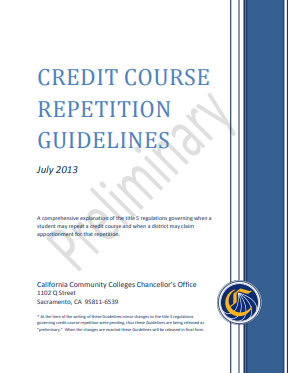 CREDIT COURSE
REPETITION
GUIDELINES
July 2013
Preliminary
A comprehensive explanation of the title 5 regulations governing when a
student may repeat a credit course and when a district may claim
apportionment for that repetition.
California Community Colleges Chancellor's Office
1102 Q Street
Sacramento, CA 95811-6539
* At the time of the writing of these Guidelines minor changes to the title 5 regulations
governing credit course repetition were pending, thus these Guidelines are being released as
"preliminary." When the changes are enacted these Guidelines will be released in final form.